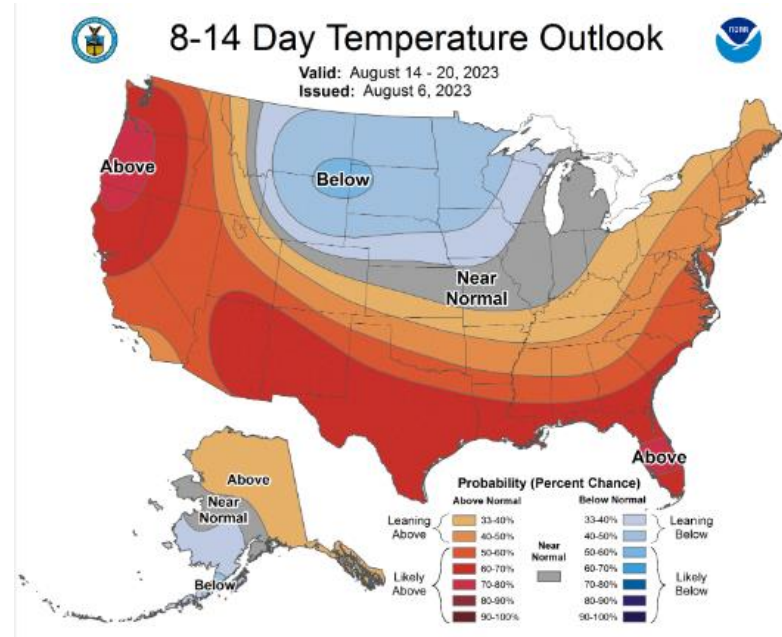 8-14 Day Temperature Outlook
Valid: August 14 - 20, 2023
Issued: August 6, 2023
noaa
Above
Below
Near
Normal
Above
Above
Near
Normal
Below
Probability (Percent Chance)
Above Normal
Below Normal
Leaning
Above
33-40%
40-50%
Likely
Above
50-60%
60-70%
70-80%
80-90%
90-100%
Near
Normal
33-40%
40-50%
Leaning
Below
50-60%
60-70%
70-80%
80-90%
90-100%
Likely
Below